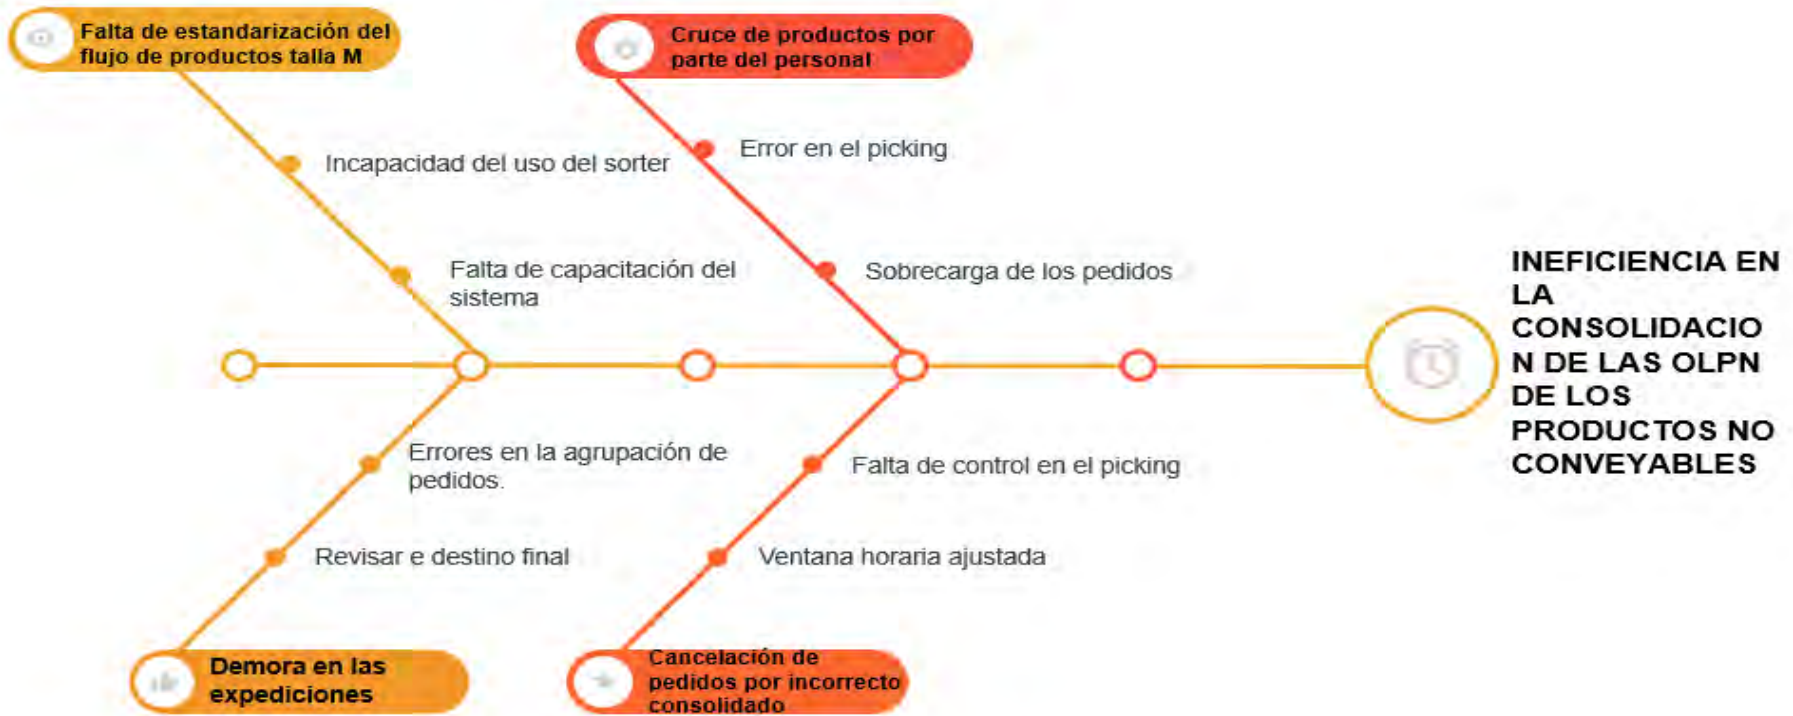 Falta de estandarización del
flujo de productos talla M
Cruce de productos por
parte del personal
Incapacidad del uso del sorter
Error en el picking
Falta de capacitación del
sistema
Sobrecarga de los pedidos
INEFICIENCIA EN
LA
CONSOLIDACIO
N DE LAS OLPN
DE LOS
PRODUCTOS NO
CONVEYABLES
Errores en la agrupación de
pedidos.
Falta de control en el picking
Revisar e destino final
Ventana horaria ajustada
Demora en las
expediciones
Cancelación de
pedidos por incorrecto
consolidado